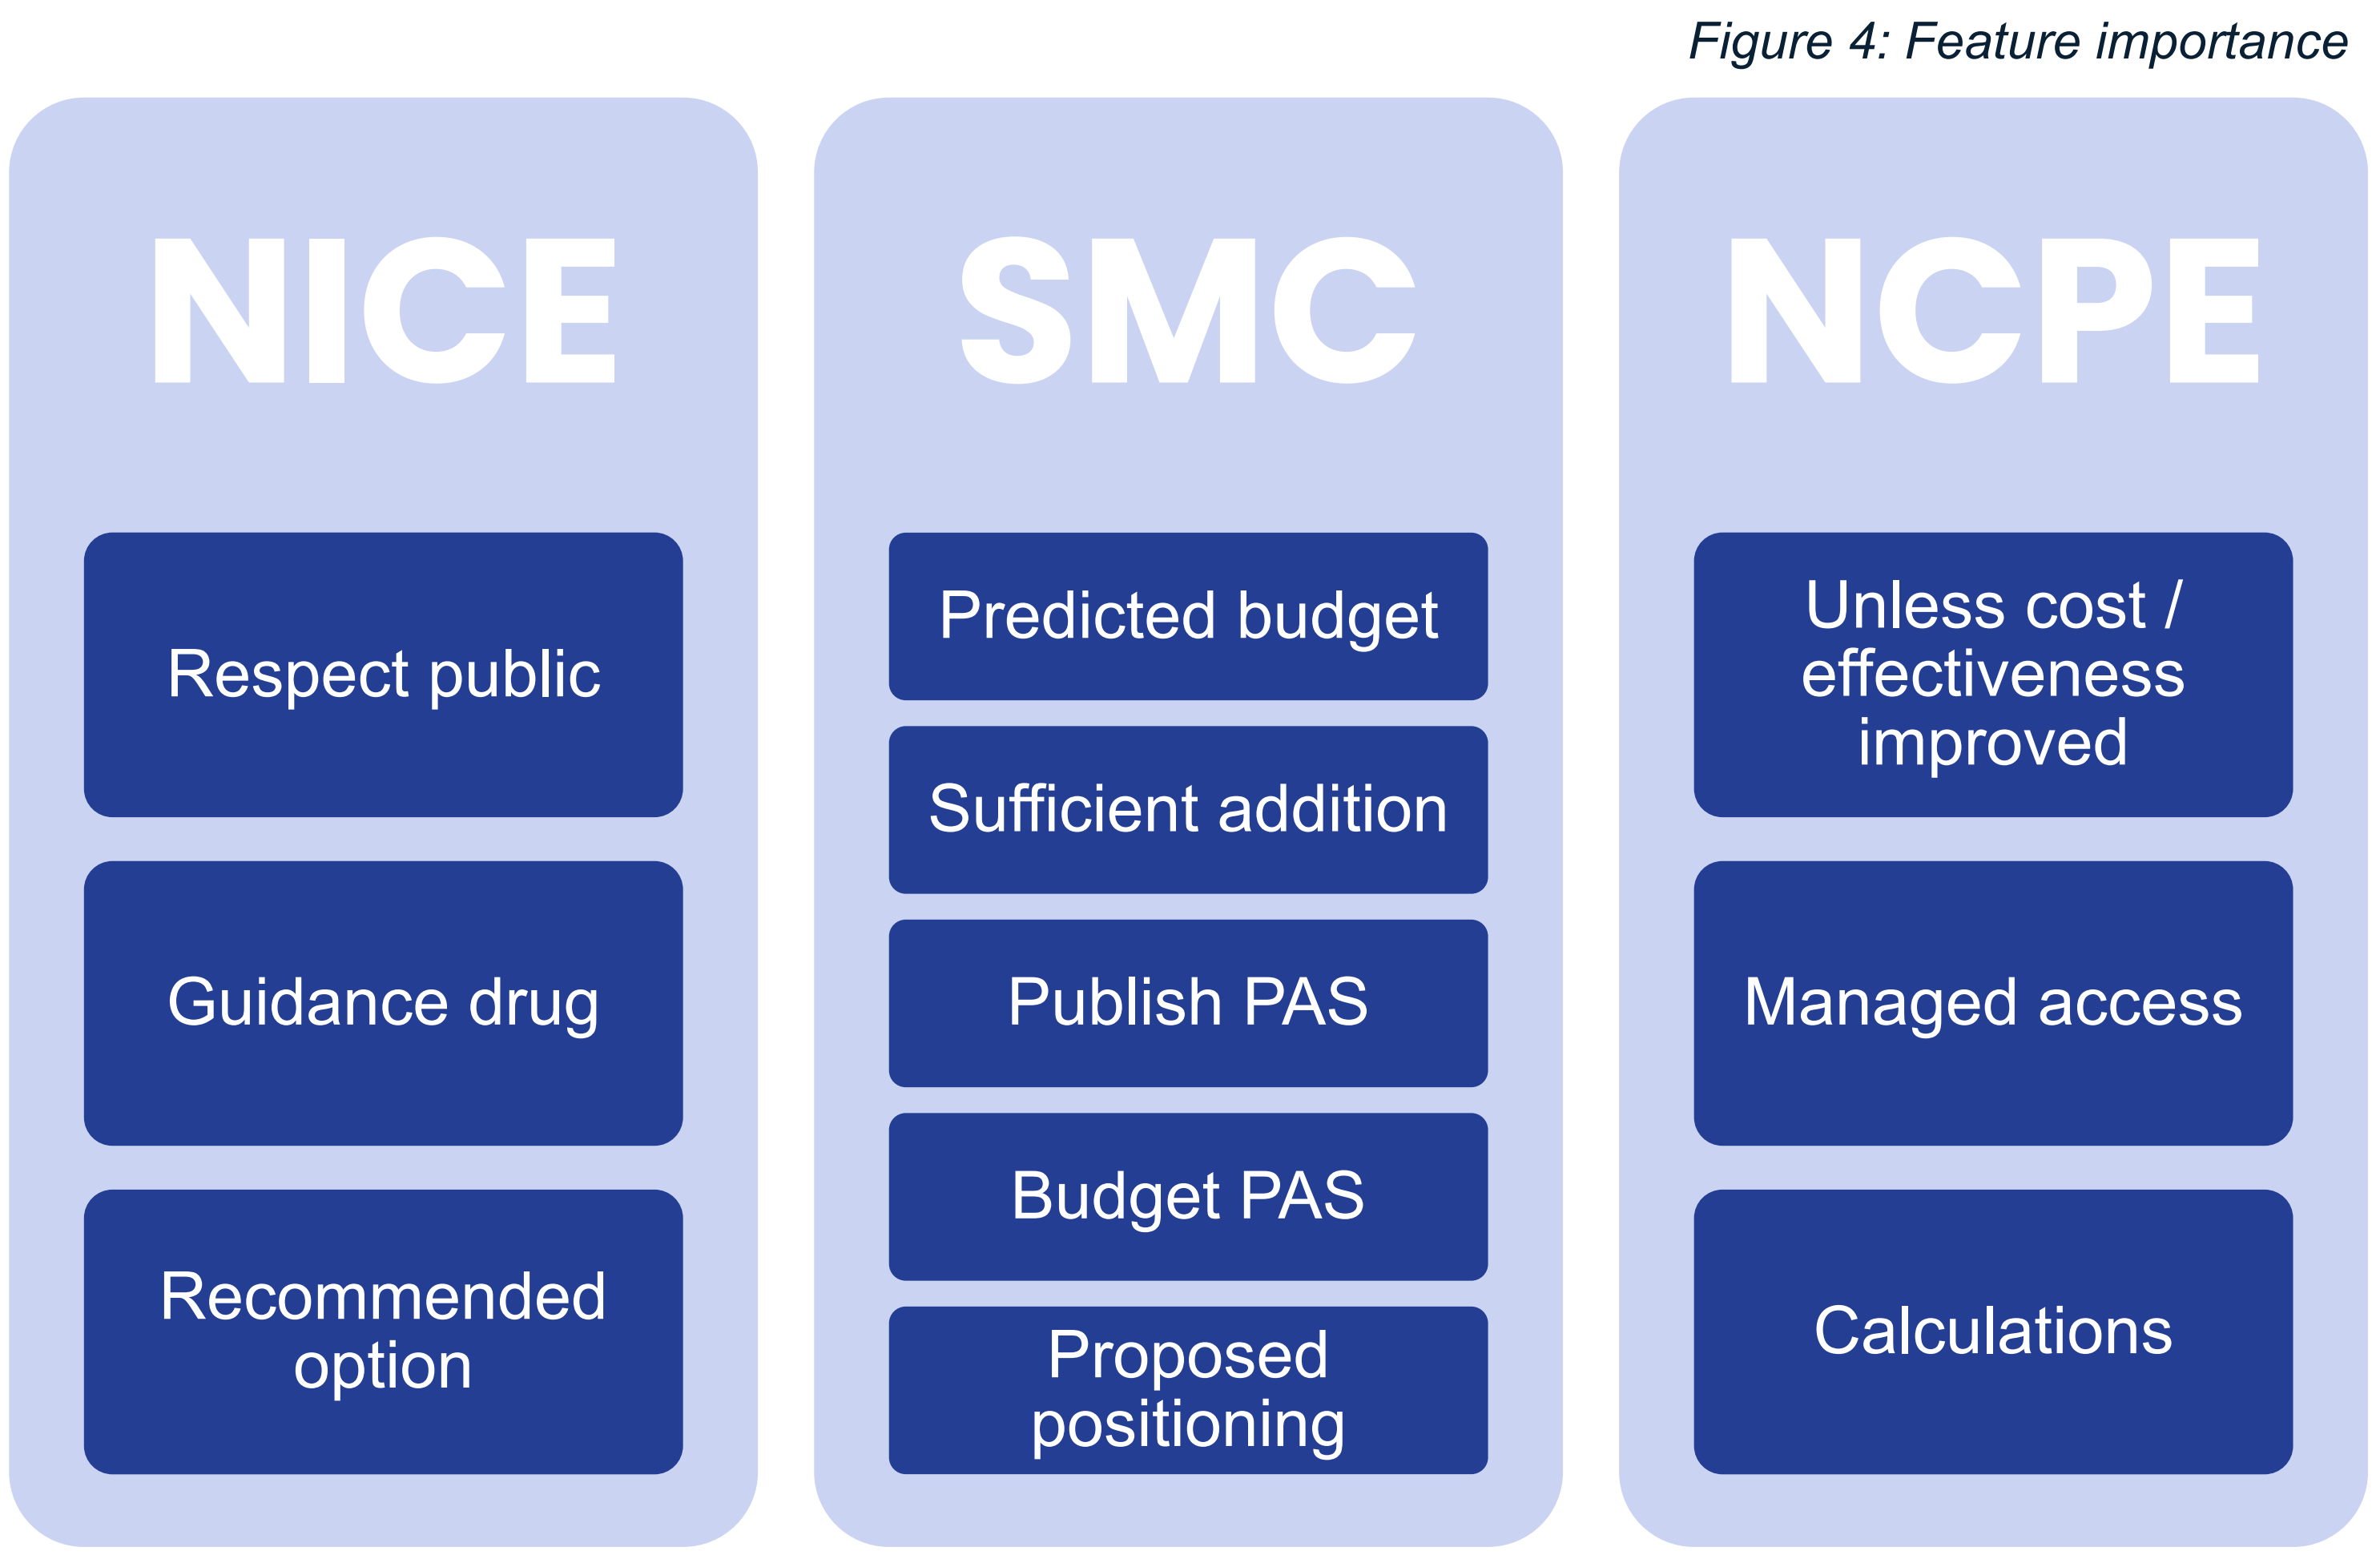 Figure 4: Feature importance
NICE
Respect public
Guidance drug
Recommended
option
SMC
Predicted budget
Sufficient addition
Publish PAS
Budget PAS
Proposed
positioning
NCPE
Unless cost /
effectiveness
improved
Managed access
Calculations